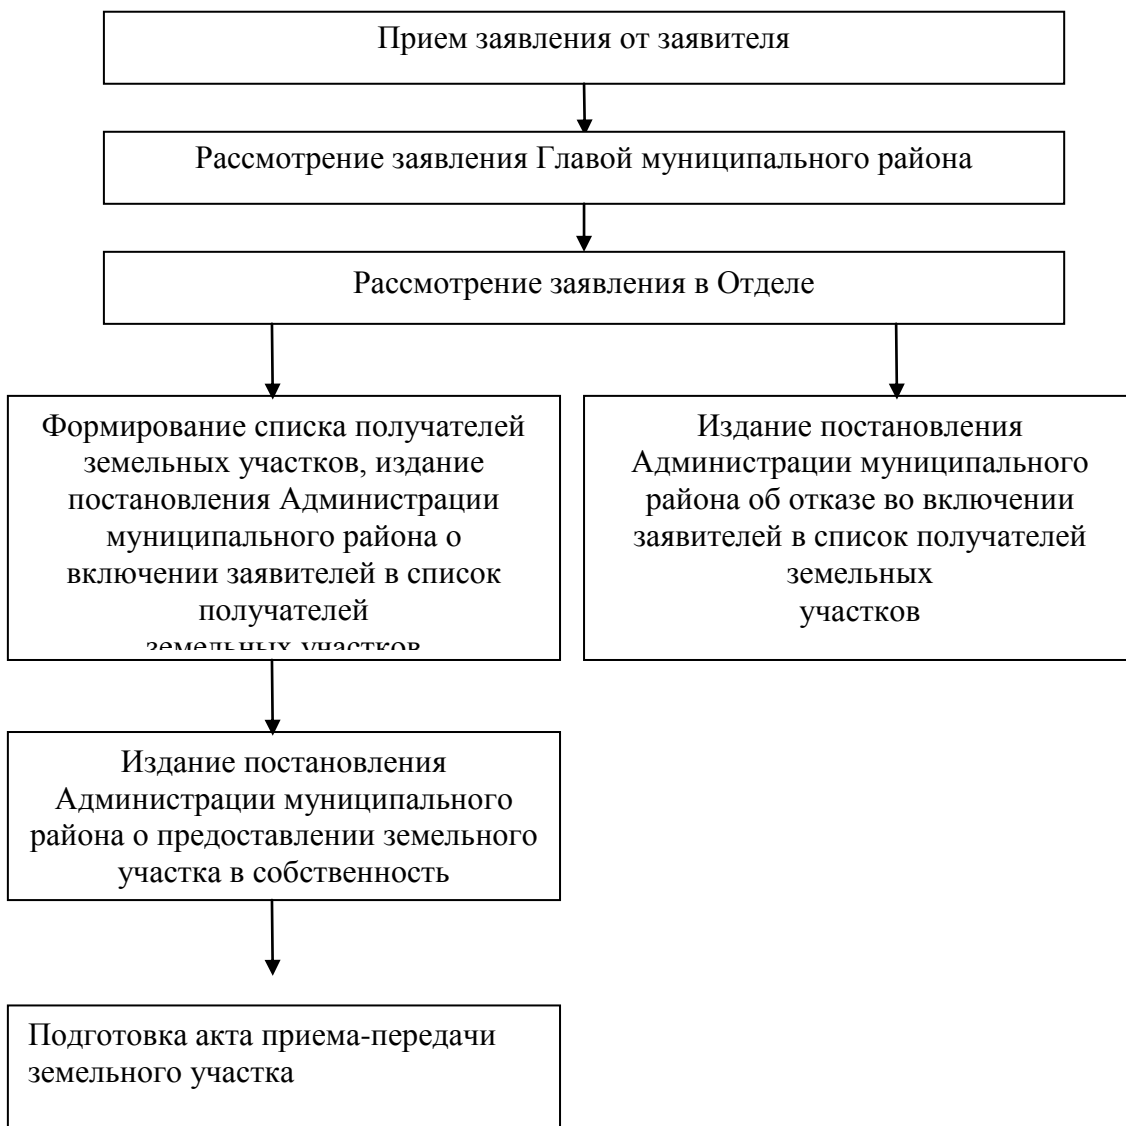 Прием заявления от заявителя
Рассмотрение заявления Главой муниципального района
Рассмотрение заявления в Отделе
Формирование списка получателей
земельных участков, издание
постановления Администрации
муниципального района о
включении заявителей в список
получателей
земельных участков
Издание постановления
Администрации муниципального
района об отказе во включении
заявителей в список получателей
земельных
участков
Издание постановления
Администрации муниципального
района о предоставлении земельного
участка в собственность
Подготовка акта приема-передачи
земельного участка